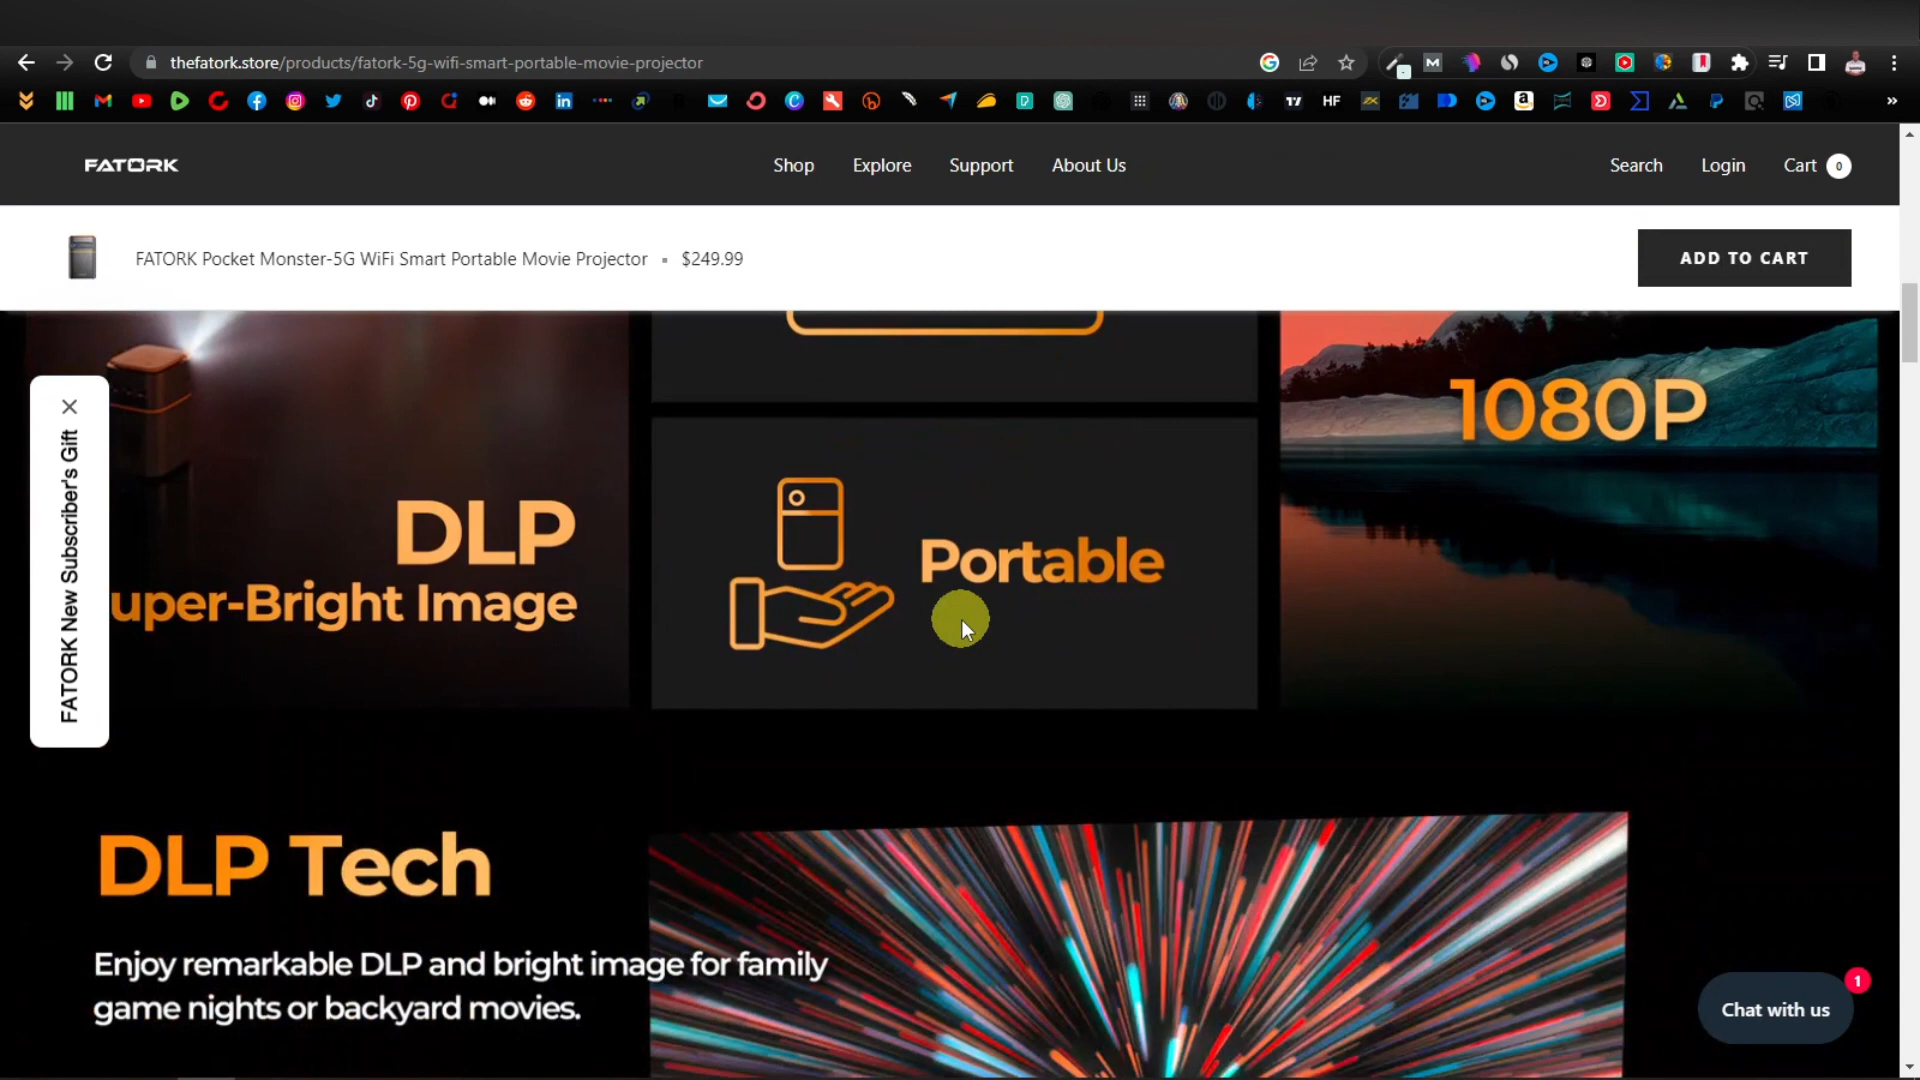 thefatork.store/products/fatork-5g-wifi-smart-portable-movie-projector
HF
FATORK
Shop
Explore
Support
About Us
Search
Login
Cart
0
FATORK Pocket Monster-5G WiFi Smart Portable Movie Projector
$249.99
ADD TO CART
FATORK New Subscriber's Gift
DLP
uper-Bright Image
Portable
1080P
DLP Tech
Enjoy remarkable DLP and bright image for family
game nights or backyard movies.
Chat with us
1